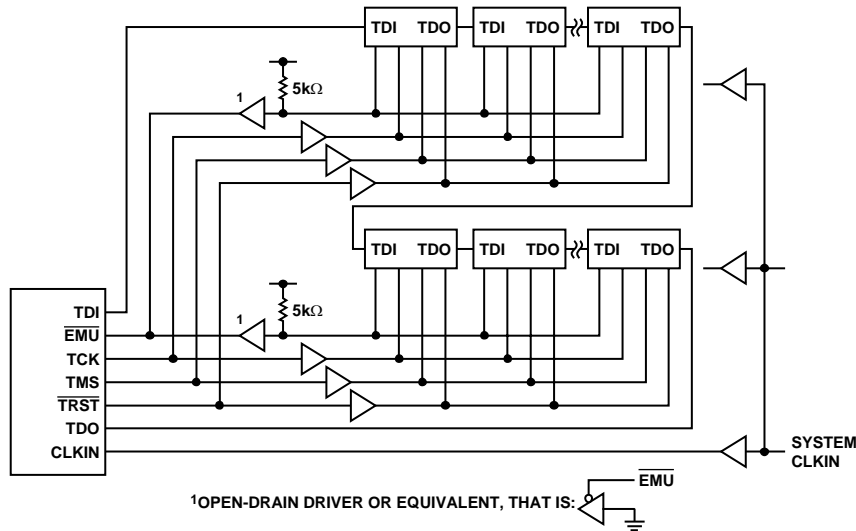 TDI TDO TDI TDO TDI TDO
5kΩ
1
TDI TDO TDI TDO TDI TDO
5kΩ
1
TDI
EMU
TCK
TMS
TRST
TDO
CLKIN
SYSTEM
CLKIN
1OPEN-DRAIN DRIVER OR EQUIVALENT, THAT IS:
EMU